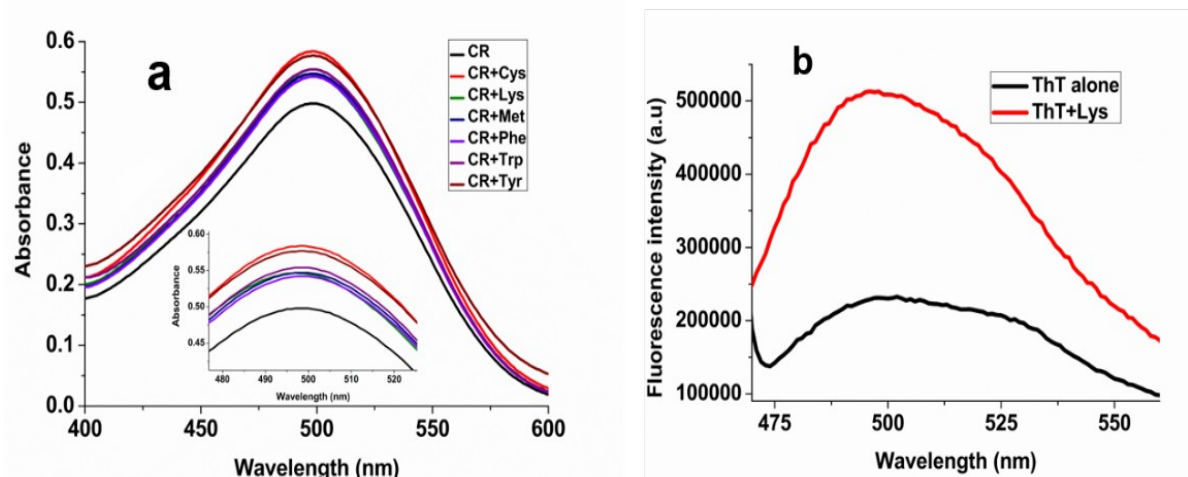 a
Absorbance
0.6
0.5
0.4
0.3
0.2
0.1
0.0
400
450
500
550
600
Wavelength (nm)
CR
CR+Cys
CR+Lys
CR+Met
CR+Phe
CR+Trp
CR+Tyr
Absorbance
0.60
0.55
0.50
0.45
480
490
500
510
520
Wavelength (nm)
b
Fluorescence intensity (a.u)
500000
400000
300000
200000
100000
475
500
525
550
Wavelength (nm)
ThT alone
ThT+Lys